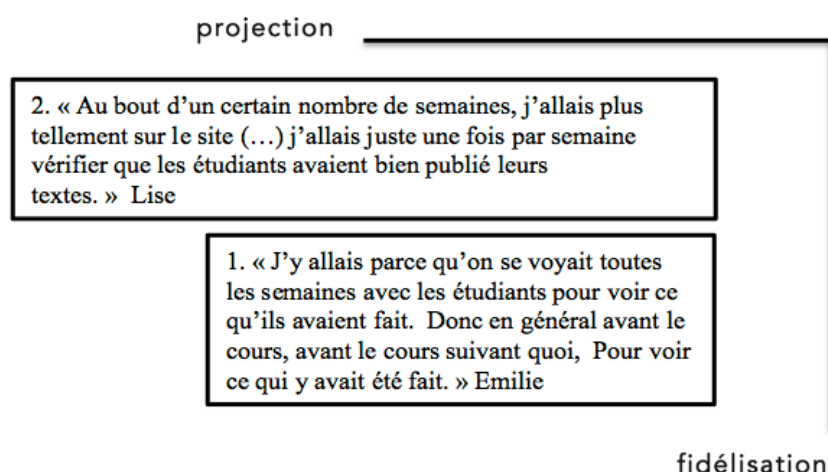 projection
2. « Au bout d’un certain nombre de semaines, j’allais plus
tellement sur le site (…) j’allais juste une fois par semaine
vérifier que les étudiants avaient bien publié leurs
textes. » Lise
1. « J’y allais parce qu’on se voyait toutes
les semaines avec les étudiants pour voir ce
qu’ils avaient fait. Donc en général avant le
cours, avant le cours suivant quoi, Pour voir
ce qui y avait été fait. » Emilie
fidélisation